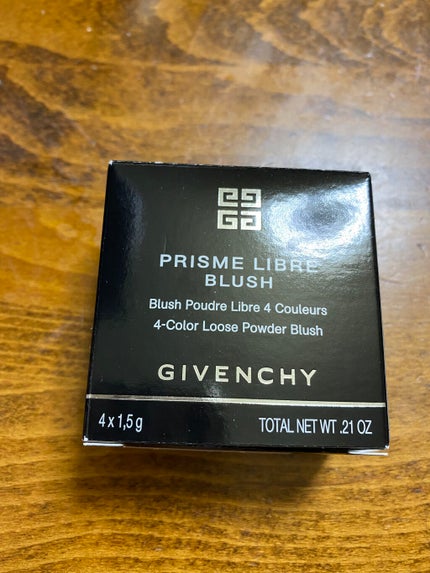 PRISME LIBRE
BLUSH
Blush Poudre Libre 4 Couleurs
4-Color Loose Powder Blush
GIVENCHY
4 x 1,5 g TOTAL NET WT .21 OZ